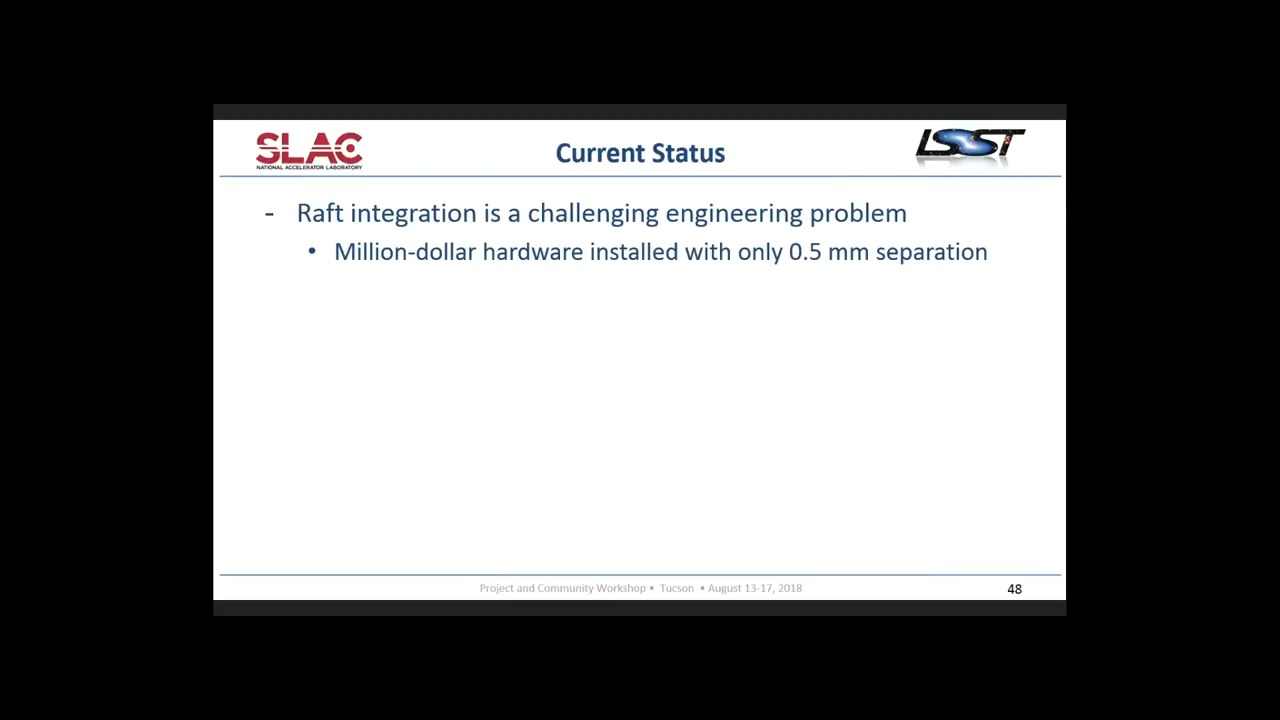 SLAC
NATIONAL ACCELERATOR LABORATORY
Current Status
LSST
- Raft integration is a challenging engineering problem
• Million-dollar hardware installed with only 0.5 mm separation
Project and Community Workshop • Tucson • August 13-17, 2018
48